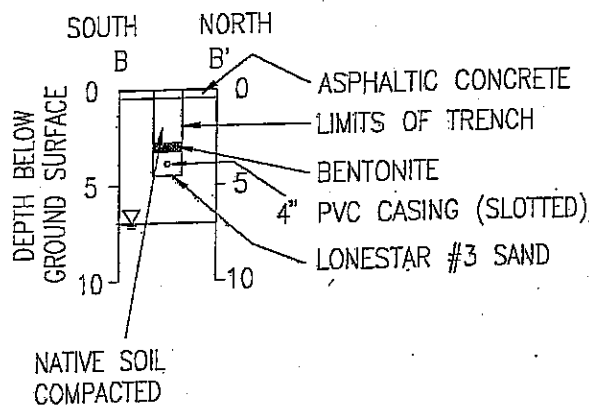 SOUTH NORTH
B B'
0 0
5 5
10 10
DEPTH BELOW
GROUND SURFACE
ASPHALTIC CONCRETE
LIMITS OF TRENCH
BENTONITE
4" PVC CASING (SLOTTED)
LONESTAR #3 SAND
NATIVE SOIL
COMPACTED